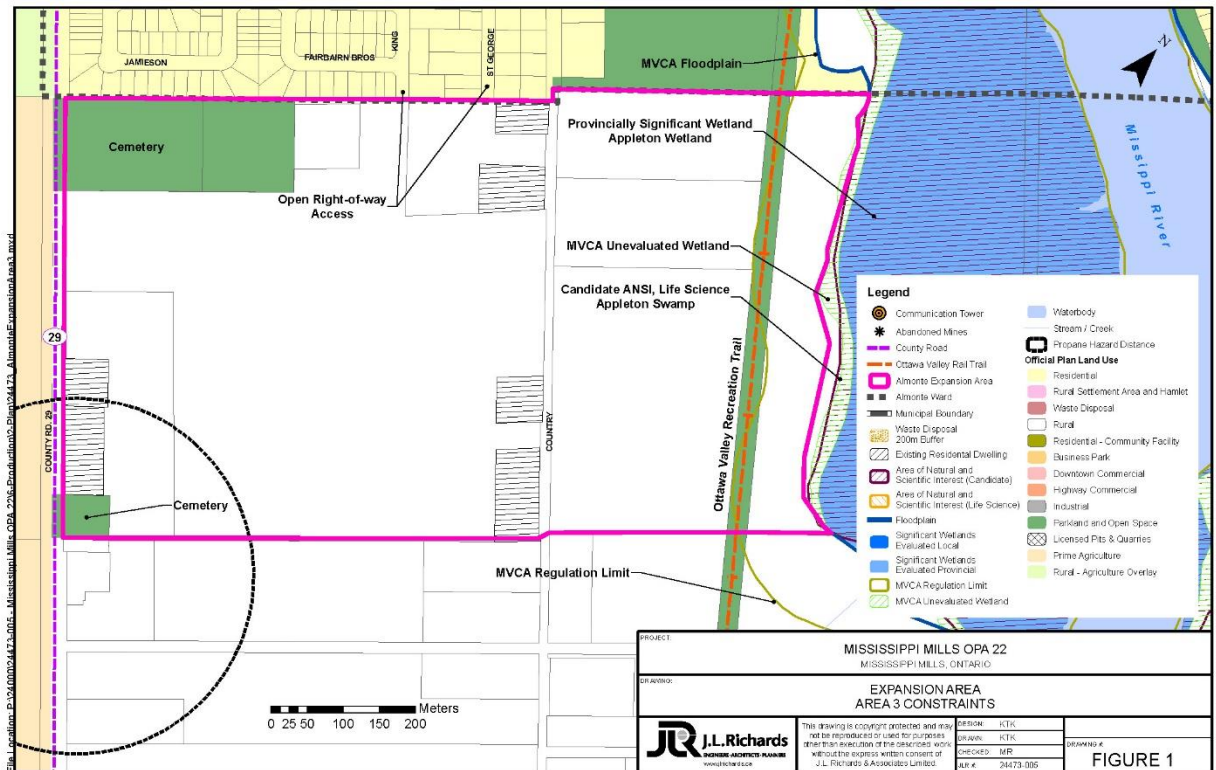 JAMIESON
FAIRBAIRN BROS
KING
ST GEORGE
MVCA Floodplain
N
Cemetery
Provincially Significant Wetland
Appleton Wetland
Mississippi River
Open Right-of-way
Access
MVCA Unevaluated Wetland
Candidate ANSI, Life Science
Appleton Swamp
29
COUNTY RD. 29
COUNTRY
Ottawa Valley Recreation Trail
Cemetery
MVCA Regulation Limit
Legend
Communication Tower
Abandoned Mines
County Road
Ottawa Valley Rail Trail
Almonte Expansion Area
Almonte Ward
Municipal Boundary
Waste Disposal
200m Buffer
Existing Residental Dwelling
Area of Natural and
Scientific Interest (Candidate)
Area of Natural and
Scientific Interest (Life Science)
Floodplain
Significant Wetlands
Evaluated Local
Significant Wetlands
Evaluated Provincial
MVCA Regulation Limit
MVCA Unevaluated Wetland
Waterbody
Stream / Creek
Propane Hazard Distance
Official Plan Land Use
Residential
Rural Settlement Area and Hamlet
Waste Disposal
Rural
Residential - Community Facility
Business Park
Downtown Commercial
Highway Commercial
Industrial
Parkland and Open Space
Licensed Pits & Quarries
Prime Agriculture
Rural - Agriculture Overlay
Meters
0 25 50 100 150 200
PROJECT:
MISSISSIPPI MILLS OPA 22
MISSISSIPPI MILLS, ONTARIO
DRAWING:
EXPANSION AREA
AREA 3 CONSTRAINTS
JLR J.L.Richards
ENGINEERS · ARCHITECTS · PLANNERS
www.jlrichards.ca
This drawing is copyright protected and may
not be reproduced or used for purposes
other than execution of the described work
without the express written consent of
J.L. Richards & Associates Limited.
DESIGN: KTK
DRAWN: KTK
CHECKED: MR
JLR #: 24473-005
DRAWING #:
FIGURE 1